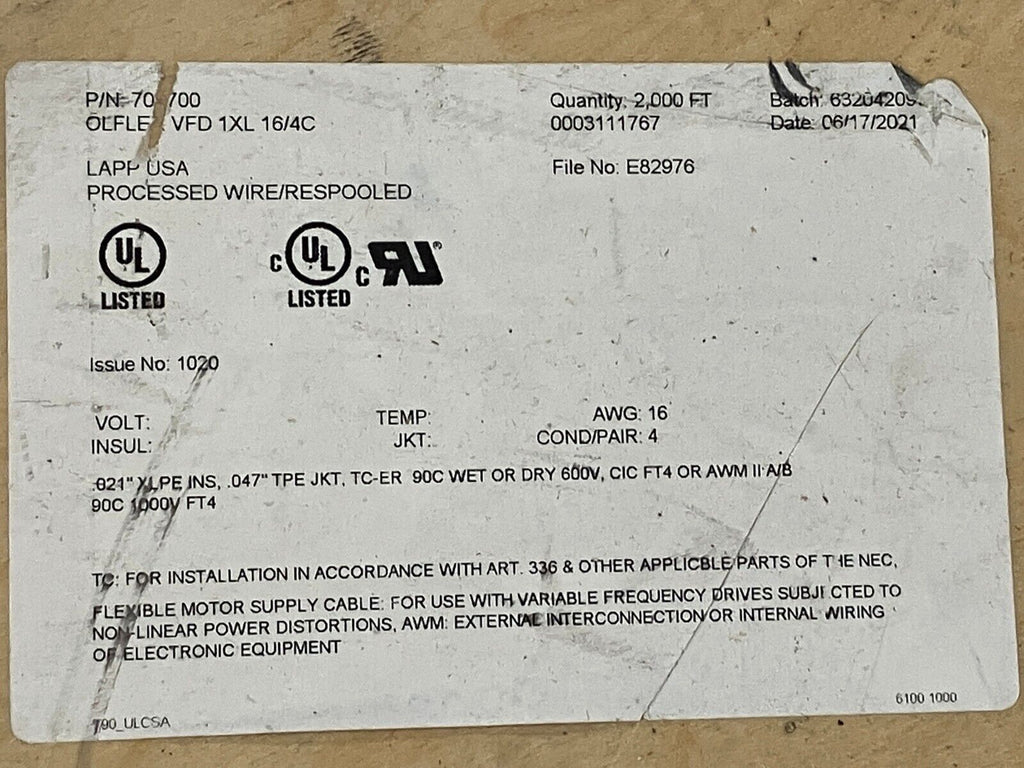 P/N: 70 700 Quantity: 2,000 FT Batch: 63204209
OLFLE VFD 1XL 16/4C 0003111767 Date: 06/17/2021
LAPP USA File No: E82976
PROCESSED WIRE/RESPOOLED
UL
LISTED
C UL
LISTED
C RU ®
Issue No: 1020
VOLT: TEMP: AWG: 16
INSUL: JKT: COND/PAIR: 4
.021" XLPE INS, .047" TPE JKT, TC-ER 90C WET OR DRY 600V, CIC FT4 OR AWM II A/B
90C 1000V FT4
TC: FOR INSTALLATION IN ACCORDANCE WITH ART. 336 & OTHER APPLICBLE PARTS OF THE NEC,
FLEXIBLE MOTOR SUPPLY CABLE: FOR USE WITH VARIABLE FREQUENCY DRIVES SUBJECTED TO
NON-LINEAR POWER DISTORTIONS, AWM: EXTERNAL INTERCONNECTION OR INTERNAL WIRING
OF ELECTRONIC EQUIPMENT
790_ULCSA 6100 1000